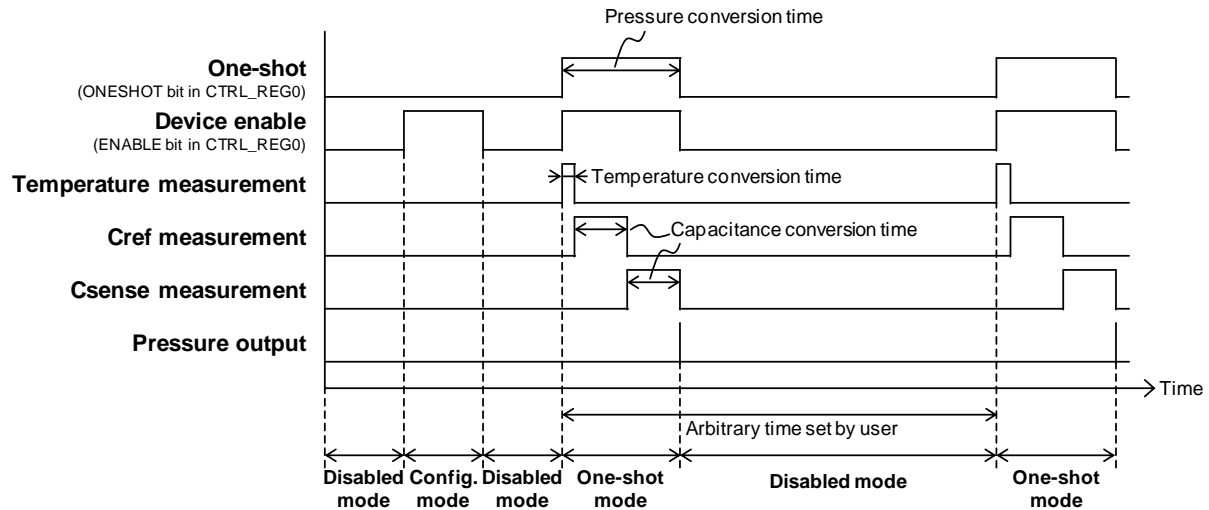 Pressure conversion time
One-shot
(ONESHOT bit in CTRL_REG0)
Device enable
(ENABLE bit in CTRL_REG0)
Temperature measurement
Temperature conversion time
Cref measurement
Capacitance conversion time
Csense measurement
Pressure output
Time
Arbitrary time set by user
Disabled mode
Config. mode
Disabled mode
One-shot mode
Disabled mode
One-shot mode